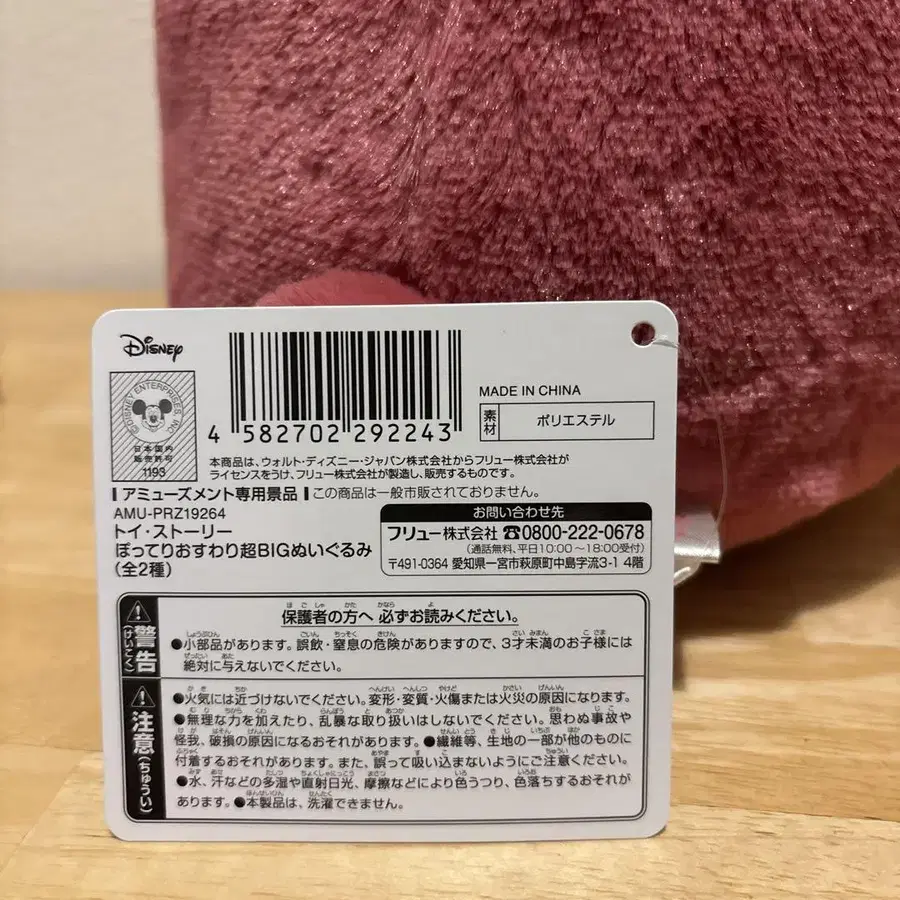 Disney
©DISNEY ENTERPRISES, INC
日本国内
販売許可
1193
4 582702 292243
MADE IN CHINA
素材 ポリエステル
本商品は、ウォルト・ディズニー・ジャパン株式会社からフリュー株式会社が
ライセンスをうけ、フリュー株式会社が製造し、販売するものです。
アミューズメント専用景品 この商品は一般市販されておりません。
AMU-PRZ19264
トイ・ストーリー
ぽってりおすわり超BIGぬいぐるみ
(全2種)
お問い合わせ先
フリュー株式会社 ☎0800-222-0678
(通話無料、平日10:00~18:00受付)
〒491-0364 愛知県一宮市萩原町中島字流3-1 4階
⚠警告(けいこく)
保護者の方へ 必ずお読みください。
●小部品があります。誤飲・窒息の危険がありますので、3才未満のお子様には
絶対に与えないでください。
⚠注意(ちゅうい)
●火気には近づけないでください。変形・変質・火傷または火災の原因になります。
●無理な力を加えたり、乱暴な取り扱いはしないでください。思わぬ事故や
怪我、破損の原因になるおそれがあります。●繊維等、生地の一部が他のものに
付着するおそれがあります。また、誤って吸い込まないようにご注意ください。
●水、汗などの多湿や直射日光、摩擦などにより色うつり、色落ちするおそれが
あります。●本製品は、洗濯できません。